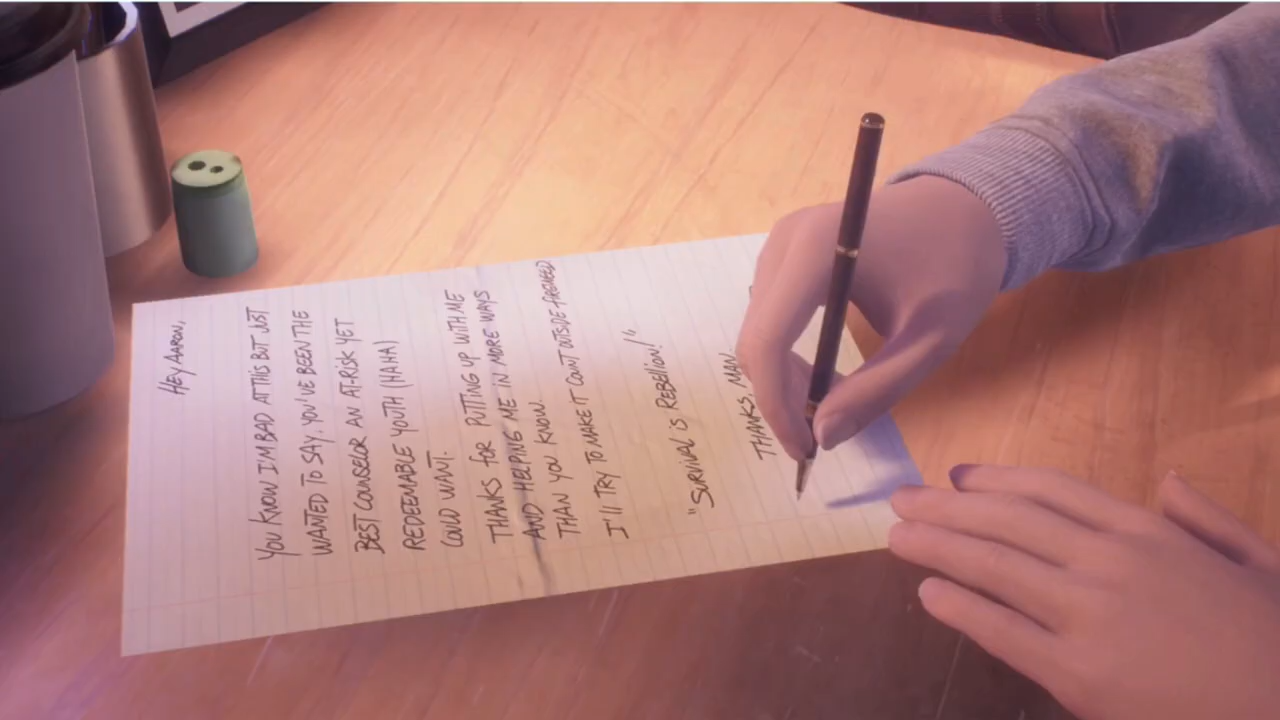 Hey Aaron,
You know I'm bad at this but just
wanted to say, you've been the
best counselor an at-risk yet
redeemable youth (haha)
could want.
Thanks for putting up with me
and helping me in more ways
than you know.
I'll try to make it count outside Fireweed
"Survival is Rebellion!"
Thanks, man.